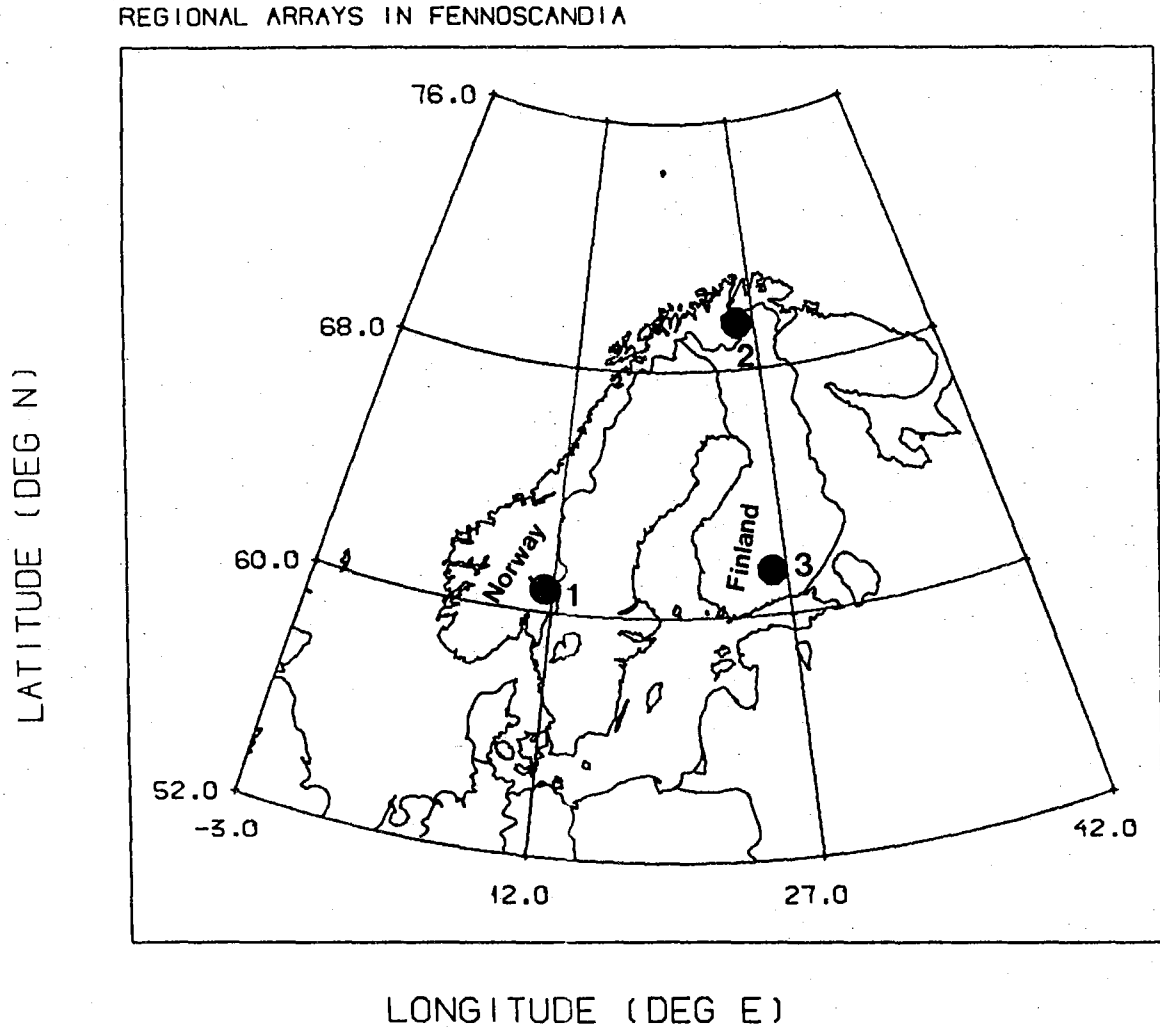 REGIONAL ARRAYS IN FENNOSCANDIA
76.0
68.0
2
LATITUDE (DEG N)
Norway
Finland
60.0
3
1
52.0
-3.0
42.0
12.0
27.0
LONGITUDE (DEG E)